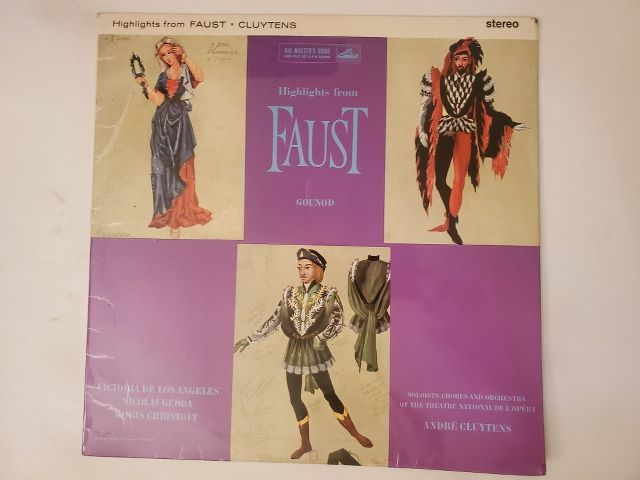 Highlights from FAUST · CLUYTENS
stereo
HIS MASTER'S VOICE
Highlights from
FAUST
GOUNOD
VICTORIA DE LOS ANGELES
NICOLAI GEDDA
BORIS CHRISTOFF
SOLOISTS, CHORUS AND ORCHESTRA
OF THE THEATRE NATIONAL DE L'OPÉRA
ANDRÉ CLUYTENS